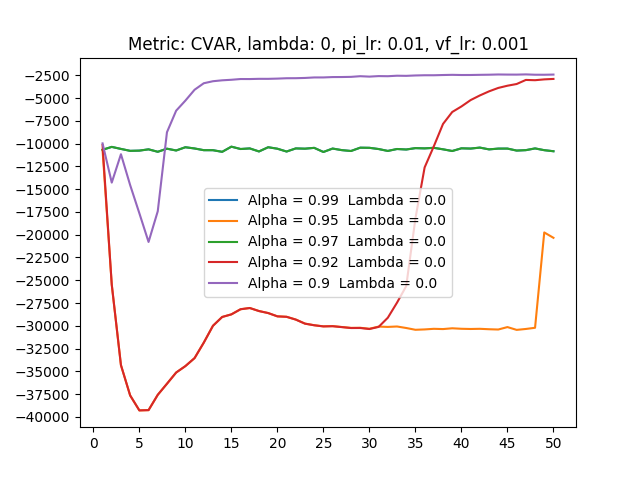 Metric: CVAR, lambda: 0, pi_lr: 0.01, vf_lr: 0.001
−2500
−5000
−7500
−10000
−12500
−15000
−17500
−20000
−22500
−25000
−27500
−30000
−32500
−35000
−37500
−40000
Alpha = 0.99 Lambda = 0.0
Alpha = 0.95 Lambda = 0.0
Alpha = 0.97 Lambda = 0.0
Alpha = 0.92 Lambda = 0.0
Alpha = 0.9 Lambda = 0.0
0 5 10 15 20 25 30 35 40 45 50